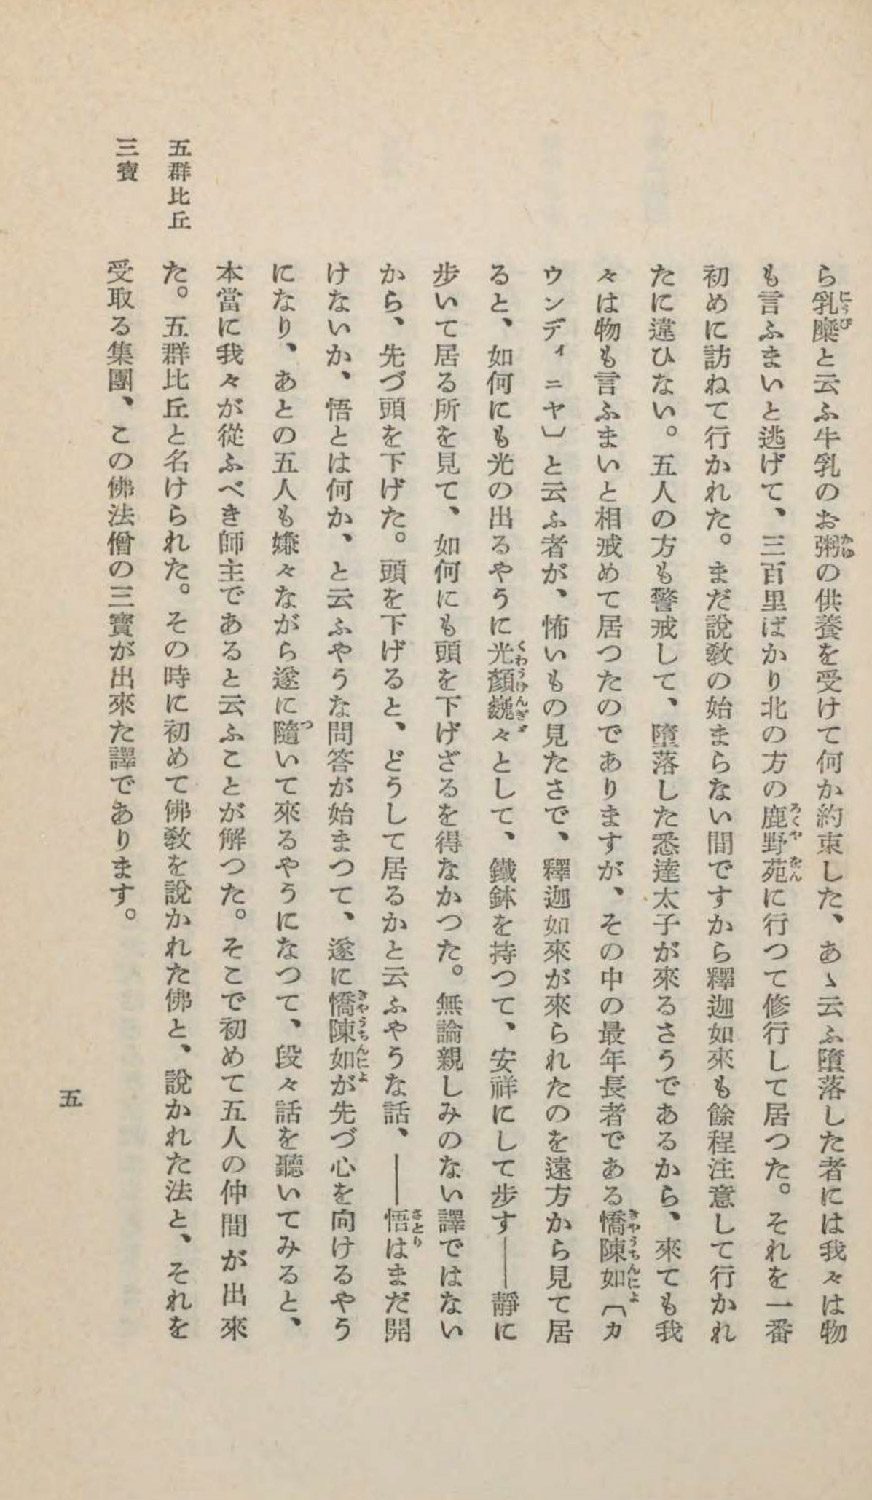 ら乳糜と云ふ牛乳のお粥の供養を受けて何か約束した、あゝ云ふ墮落した者には我々は物
も言ふまいと逃げて、三百里ばかり北の方の鹿野苑に行つて修行して居つた。それを一番
初めに訪ねて行かれた。まだ說敎の始まらない間ですから釋迦如來も餘程注意して行かれ
たに違ひない。五人の方も警戒して、墮落した悉達太子が來るさうであるから、來ても我
々は物も言ふまいと相戒めて居つたのでありますが、その中の最年長者である憍陳如〔カ
ウンディニヤ〕と云ふ者が、怖いもの見たさで、釋迦如來が來られたのを遠方から見て居
ると、如何にも光の出るやうに光顏巍々として、鐵鉢を持つて、安祥にして步す――靜に
步いて居る所を見て、如何にも頭を下げざるを得なかつた。無論親しみのない譯ではない
から、先づ頭を下げた。頭を下げると、どうして居るかと云ふやうな話、――悟はまだ開
けないか、悟とは何か、と云ふやうな問答が始まつて、遂に憍陳如が先づ心を向けるやう
になり、あとの五人も嫌々ながら遂に隨いて來るやうになつて、段々話を聽いてみると、
本當に我々が從ふべき師主であると云ふことが解つた。そこで初めて五人の仲間が出來
五群比丘
た。五群比丘と名けられた。その時に初めて佛敎を說かれた佛と、說かれた法と、それを
三寶
受取る集團、この佛法僧の三寶が出來た譯であります。
五